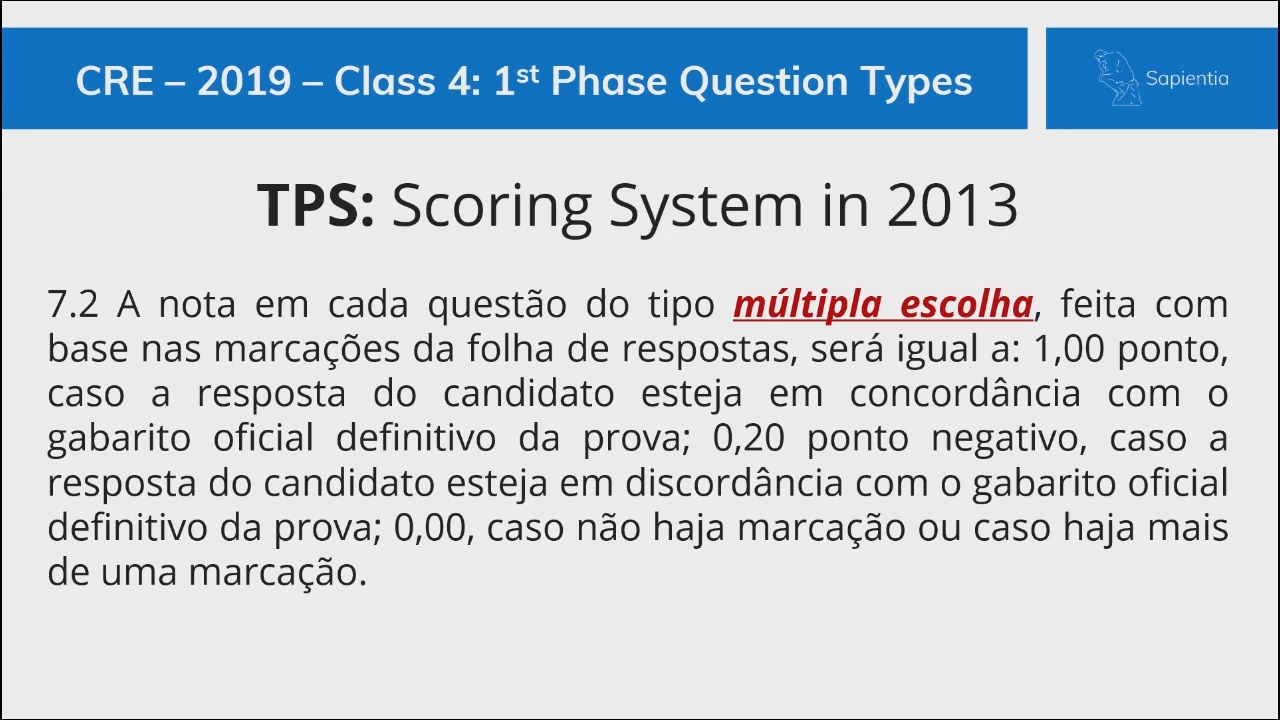 CRE – 2019 – Class 4: 1st Phase Question Types
Sapientia
TPS: Scoring System in 2013
7.2 A nota em cada questão do tipo múltipla escolha, feita com
base nas marcações da folha de respostas, será igual a: 1,00 ponto,
caso a resposta do candidato esteja em concordância com o
gabarito oficial definitivo da prova; 0,20 ponto negativo, caso a
resposta do candidato esteja em discordância com o gabarito oficial
definitivo da prova; 0,00, caso não haja marcação ou caso haja mais
de uma marcação.